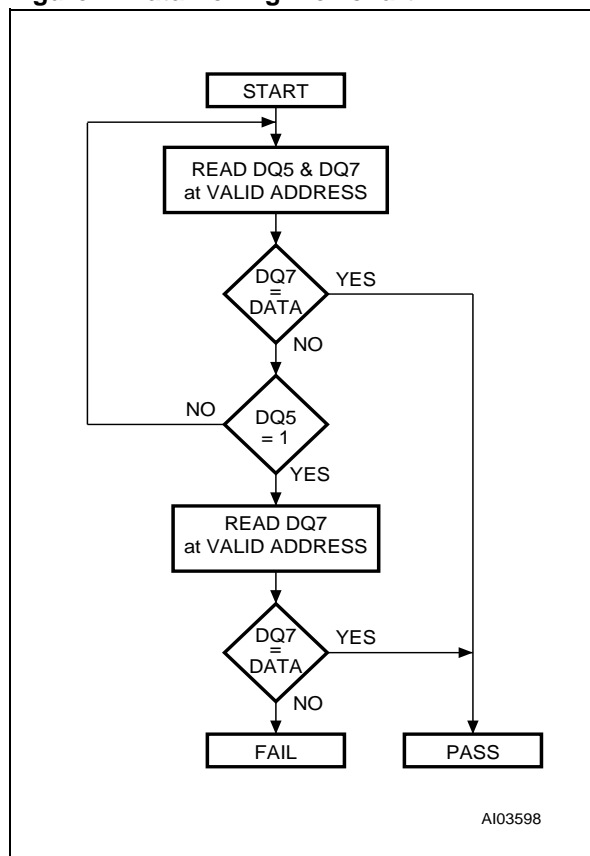 START
READ DQ5 & DQ7
at VALID ADDRESS
DQ7
=
DATA
YES
NO
NO
DQ5
= 1
YES
READ DQ7
at VALID ADDRESS
DQ7
=
DATA
YES
NO
FAIL
PASS
AI03598